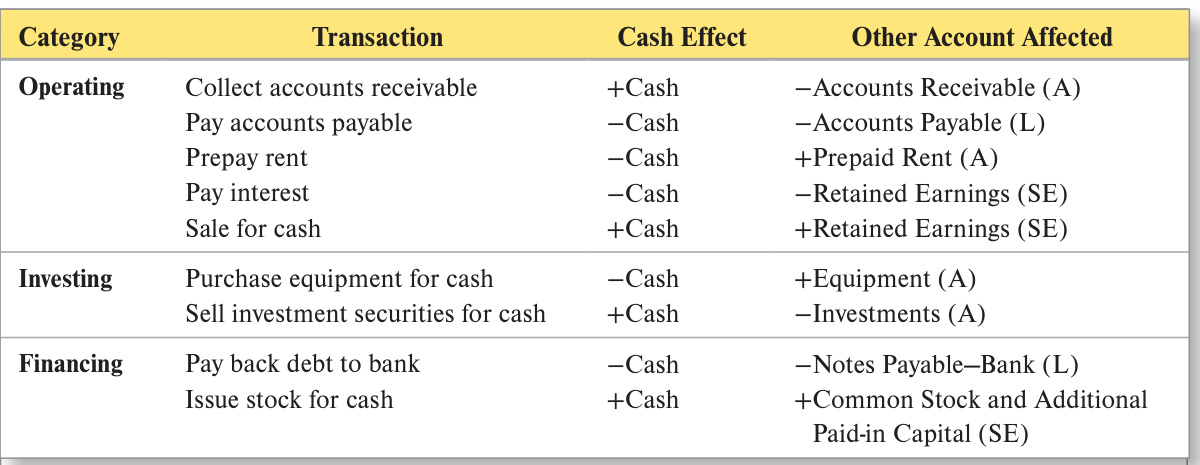 Category Transaction Cash Effect Other Account Affected
Operating Collect accounts receivable +Cash −Accounts Receivable (A)
Pay accounts payable −Cash −Accounts Payable (L)
Prepay rent −Cash +Prepaid Rent (A)
Pay interest −Cash −Retained Earnings (SE)
Sale for cash +Cash +Retained Earnings (SE)
Investing Purchase equipment for cash −Cash +Equipment (A)
Sell investment securities for cash +Cash −Investments (A)
Financing Pay back debt to bank −Cash −Notes Payable–Bank (L)
Issue stock for cash +Cash +Common Stock and Additional
Paid-in Capital (SE)